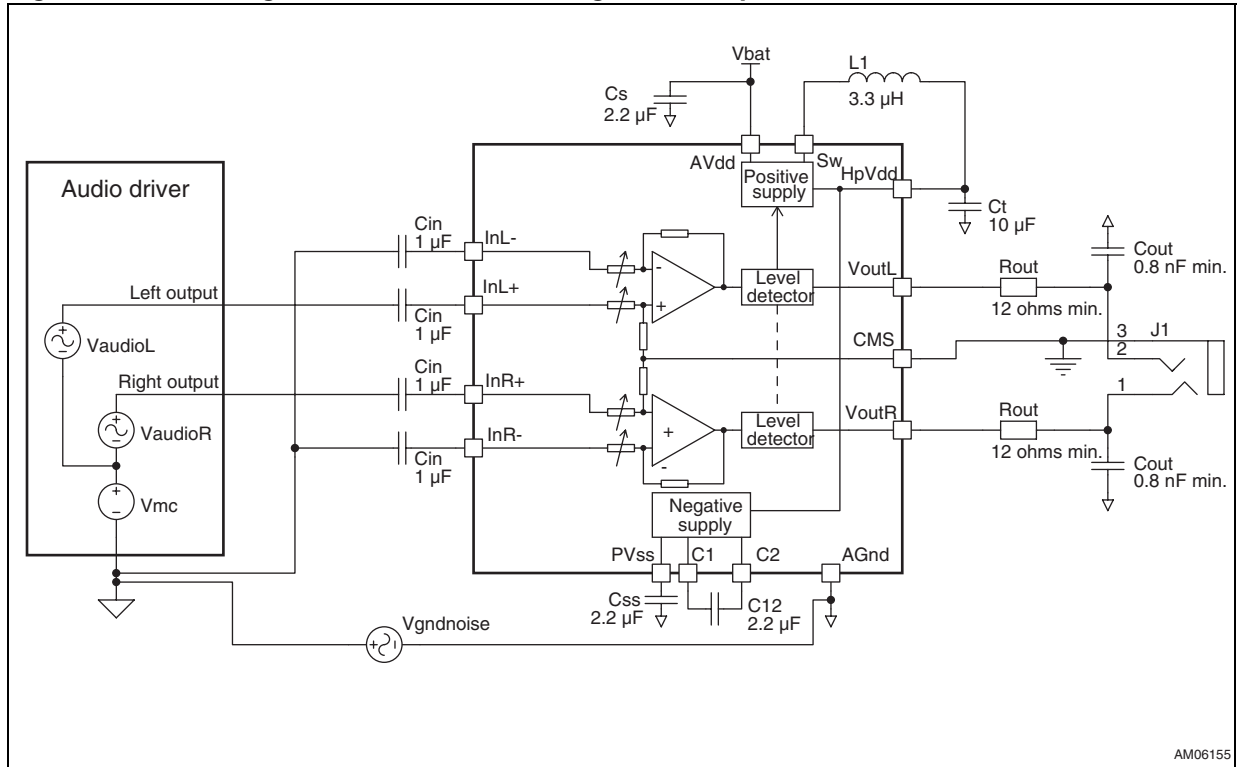 Vbat
L1
3.3 µH
Cs
2.2 µF
AVdd
Sw
HpVdd
Positive
supply
Ct
10 µF
Audio driver
Cin
1 µF
InL-
-
Left output
InL+
+
Cin
1 µF
Level
detector
VoutL
Rout
12 ohms min.
Cout
0.8 nF min.
VaudioL
+
-
CMS
3
2
J1
1
Right output
Cin
1 µF
InR+
VaudioR
+
-
InR-
Cin
1 µF
+
-
Level
detector
VoutR
Rout
12 ohms min.
Cout
0.8 nF min.
Vmc
+
-
Negative
supply
PVss
C1
C2
AGnd
Css
2.2 µF
C12
2.2 µF
Vgndnoise
+
AM06155